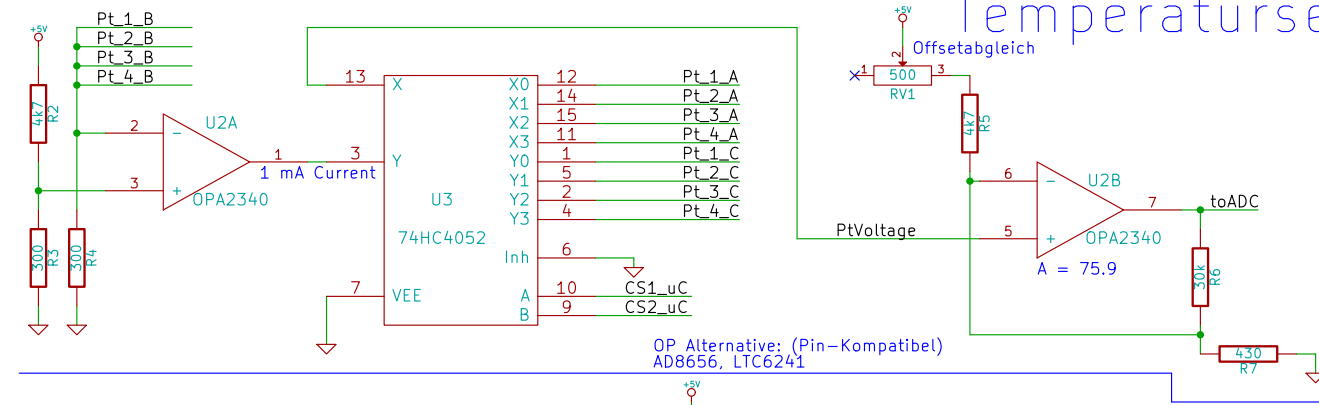 Temperaturse
+5V
Pt_1_B
Pt_2_B
Pt_3_B
Pt_4_B
4k7
R2
2
3
−
+
U2A
1
OPA2340
1 mA Current
300
R3
300
R4
13
X
3
Y
7
VEE
U3
74HC4052
X0
12
Pt_1_A
X1
14
Pt_2_A
X2
15
Pt_3_A
X3
11
Pt_4_A
Y0
1
Pt_1_C
Y1
5
Pt_2_C
Y2
2
Pt_3_C
Y3
4
Pt_4_C
Inh
6
A
10
CS1_uC
B
9
CS2_uC
+5V
2
Offsetabgleich
1
500
3
RV1
4k7
R5
PtVoltage
6
5
−
+
U2B
7
OPA2340
A = 75.9
toADC
30k
R6
430
R7
OP Alternative: (Pin−Kompatibel)
AD8656, LTC6241
+5V